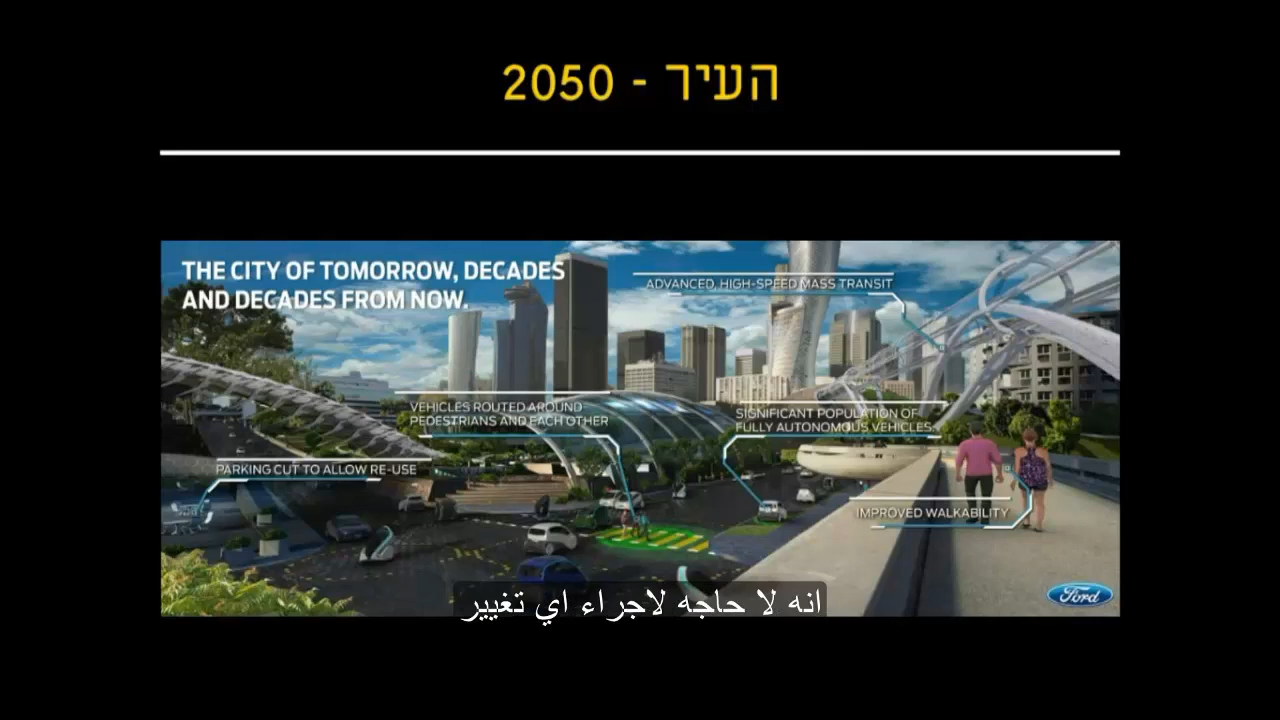 העיר - 2050
THE CITY OF TOMORROW, DECADES
AND DECADES FROM NOW.
ADVANCED, HIGH-SPEED MASS TRANSIT
VEHICLES ROUTED AROUND
PEDESTRIANS AND EACH OTHER
SIGNIFICANT POPULATION OF
FULLY AUTONOMOUS VEHICLES.
PARKING CUT TO ALLOW RE-USE
IMPROVED WALKABILITY
Ford
انه لا حاجه لاجراء اي تغيير